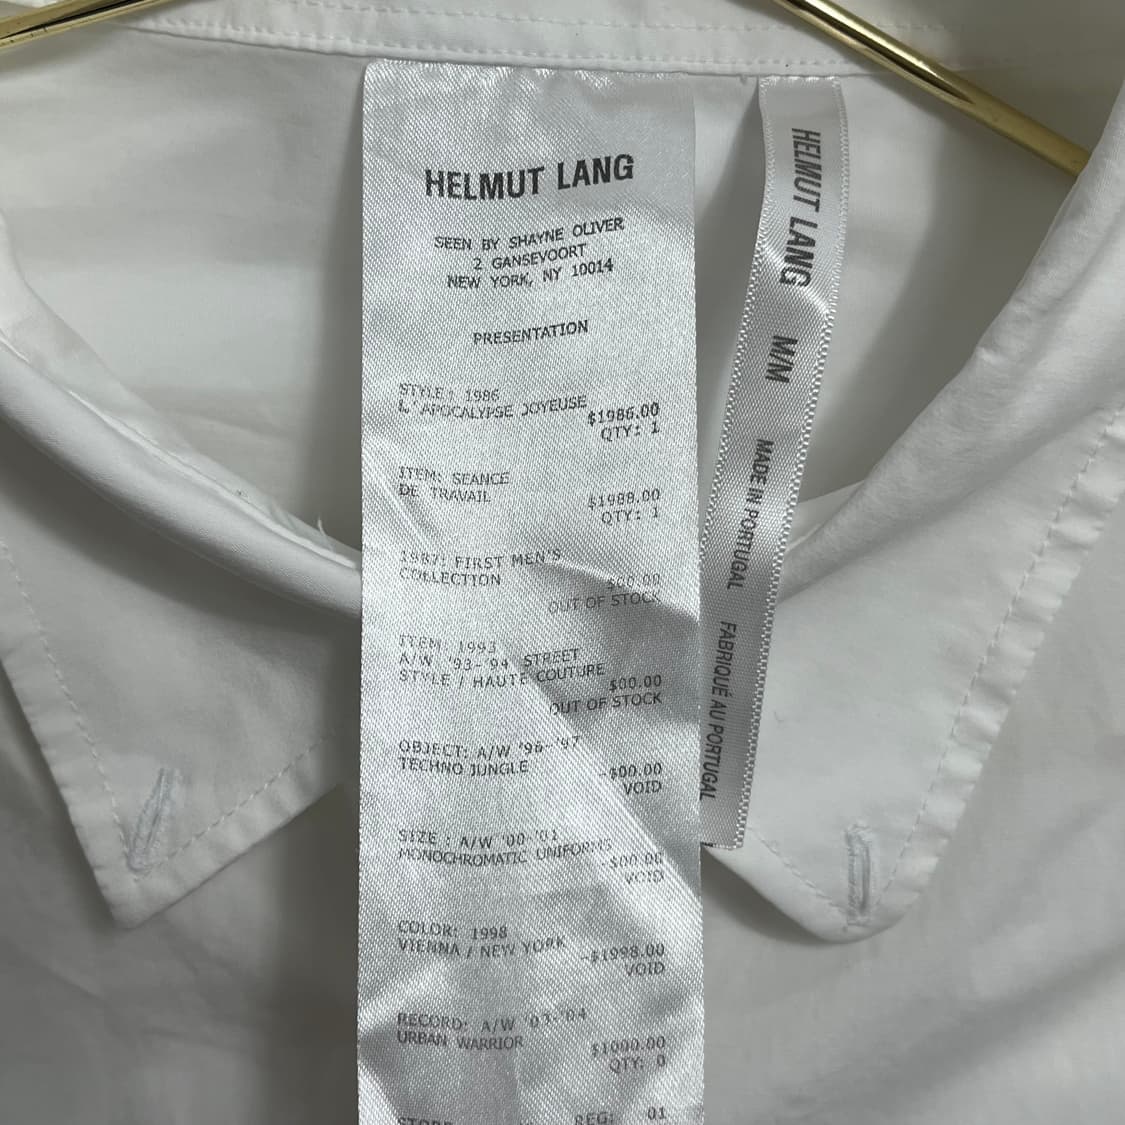 HELMUT LANG
SEEN BY SHAYNE OLIVER
2 GANSEVOORT
NEW YORK, NY 10014
PRESENTATION
STYLE: 1986
L'APOCALYPSE JOYEUSE
$1986.00
QTY: 1
ITEM: SEANCE
DE TRAVAIL
$1988.00
QTY: 1
1987: FIRST MEN'S
COLLECTION
$00.00
OUT OF STOCK
ITEM: 1993
A/W '93-'94 STREET
STYLE / HAUTE COUTURE
$00.00
OUT OF STOCK
OBJECT: A/W '96-'97
TECHNO JUNGLE
-$00.00
VOID
SIZE : A/W '00-'01
MONOCHROMATIC UNIFORMS
-$00.00
VOID
COLOR: 1998
VIENNA / NEW YORK
-$1998.00
VOID
RECORD: A/W '03-'04
URBAN WARRIOR
$1000.00
QTY: 0
REG: 01
HELMUT LANG M/M MADE IN PORTUGAL FABRIQUÉ AU PORTUGAL